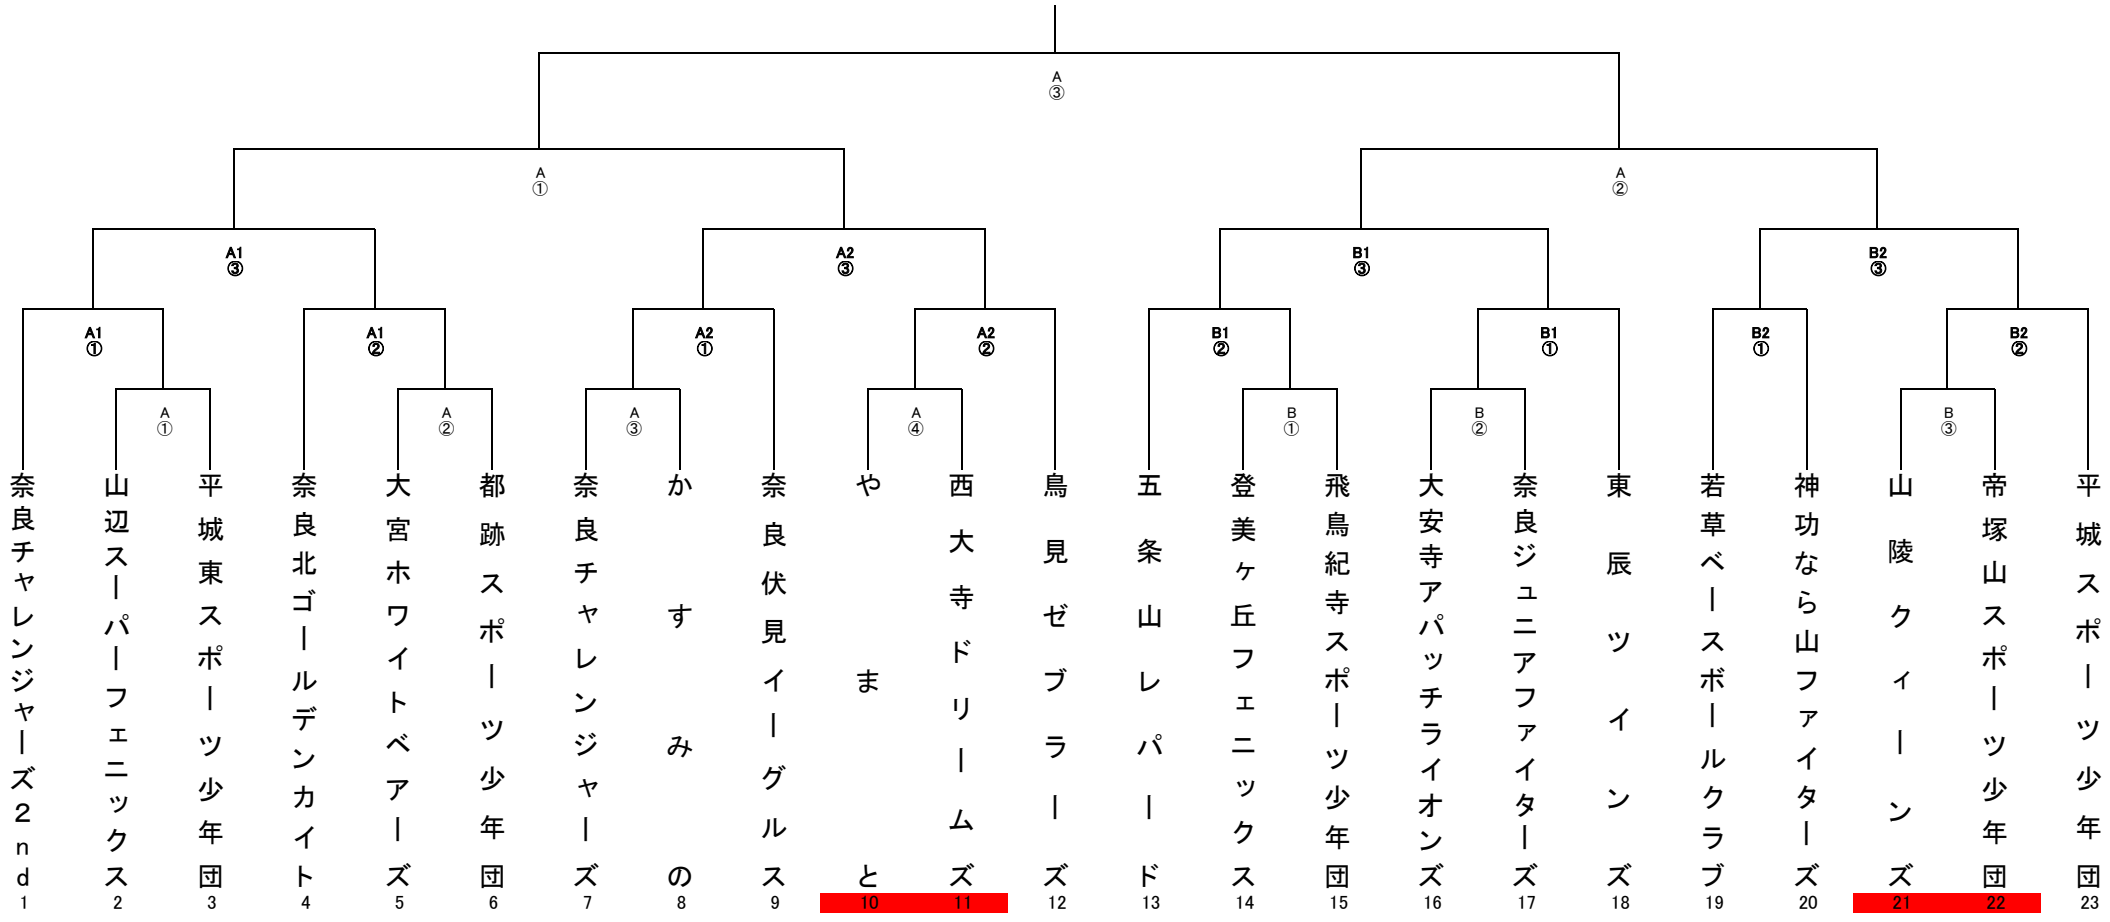 A
③
A
①
A
②
A1
③
A2
③
B1
③
B2
③
A1
①
A1
②
A2
①
A2
②
B1
②
B1
①
B2
①
B2
②
A
①
A
②
A
③
A
④
B
①
B
②
B
③
奈良チャレンジャーズ2nd
山辺スーパーフェニックス
平城東スポーツ少年団
奈良北ゴールデンカイト
大宮ホワイトベアーズ
都跡スポーツ少年団
奈良チャレンジャーズ
かすみの
奈良伏見イーグルス
やまと
西大寺ドリームズ
鳥見ゼブラーズ
五条山レパード
登美ヶ丘フェニックス
飛鳥紀寺スポーツ少年団
大安寺アパッチライオンズ
奈良ジュニアファイターズ
東辰ツインズ
若草ベースボールクラブ
神功なら山ファイターズ
山陵クィーンズ
帝塚山スポーツ少年団
平城スポーツ少年団
1 2 3 4 5 6 7 8 9 10 11 12 13 14 15 16 17 18 19 20 21 22 23